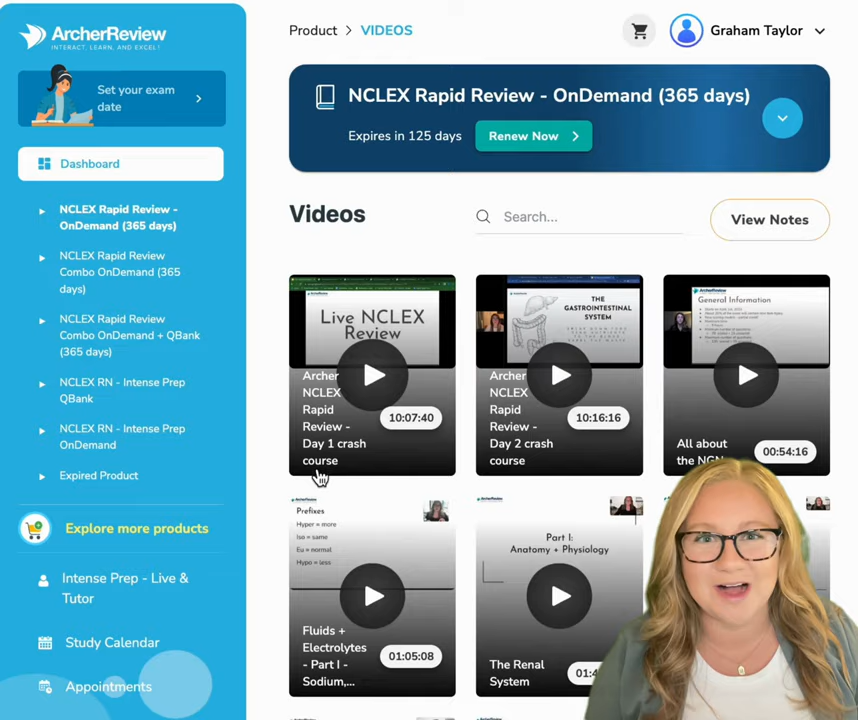 ArcherReview
INTERACT, LEARN, AND EXCEL!
Set your exam
date
Dashboard
NCLEX Rapid Review -
OnDemand (365 days)
NCLEX Rapid Review
Combo OnDemand (365
days)
NCLEX Rapid Review
Combo OnDemand + QBank
(365 days)
NCLEX RN - Intense Prep
QBank
NCLEX RN - Intense Prep
OnDemand
Expired Product
Explore more products
Intense Prep - Live &
Tutor
Study Calendar
Appointments
Product > VIDEOS
Graham Taylor
NCLEX Rapid Review - OnDemand (365 days)
Expires in 125 days
Renew Now
Videos
Search...
View Notes
ArcherReview
Live NCLEX
Review
Archer
NCLEX
Rapid
Review -
Day 1 crash
course
10:07:40
THE
GASTROINTESTINAL
SYSTEM
Archer
NCLEX
Rapid
Review -
Day 2 crash
course
10:16:16
ArcherReview
General Information
All about
the NGN
00:54:16
Prefixes
Hyper = more
Iso = same
Eu = normal
Hypo = less
Fluids +
Electrolytes
- Part I -
Sodium,...
01:05:08
Part I:
Anatomy + Physiology
The Renal
System
01:4